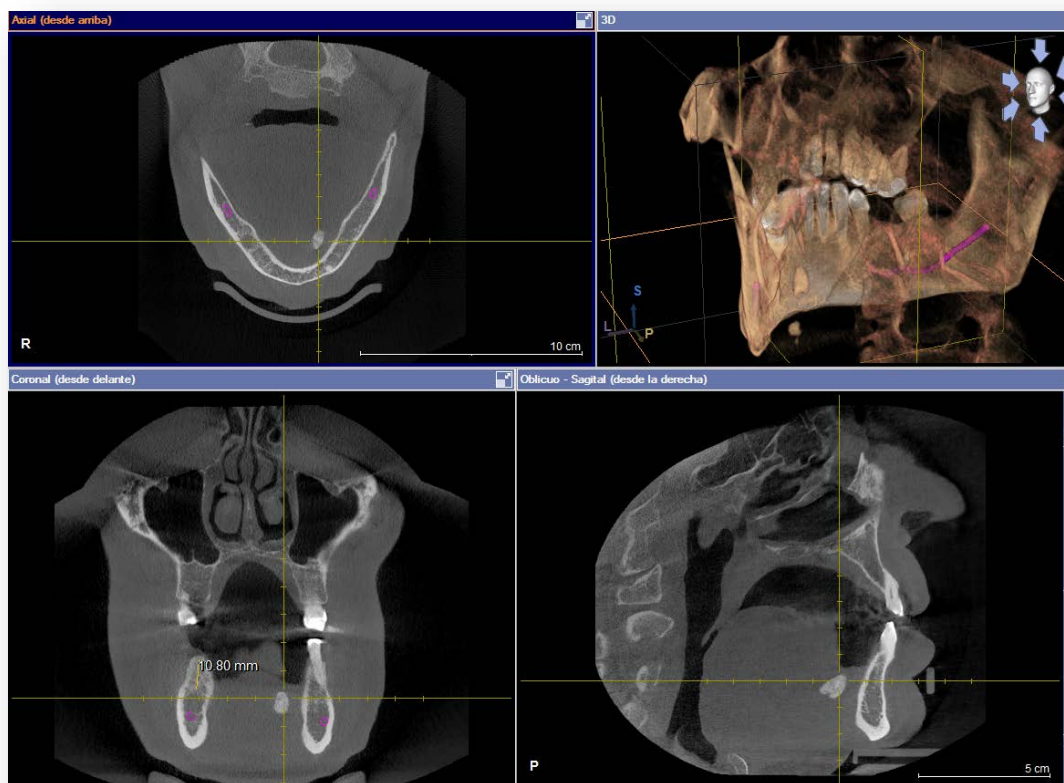 Axial (desde arriba)
3D
R
10 cm
S
L
P
Coronal (desde delante)
Oblicuo - Sagital (desde la derecha)
10.80 mm
P
5 cm